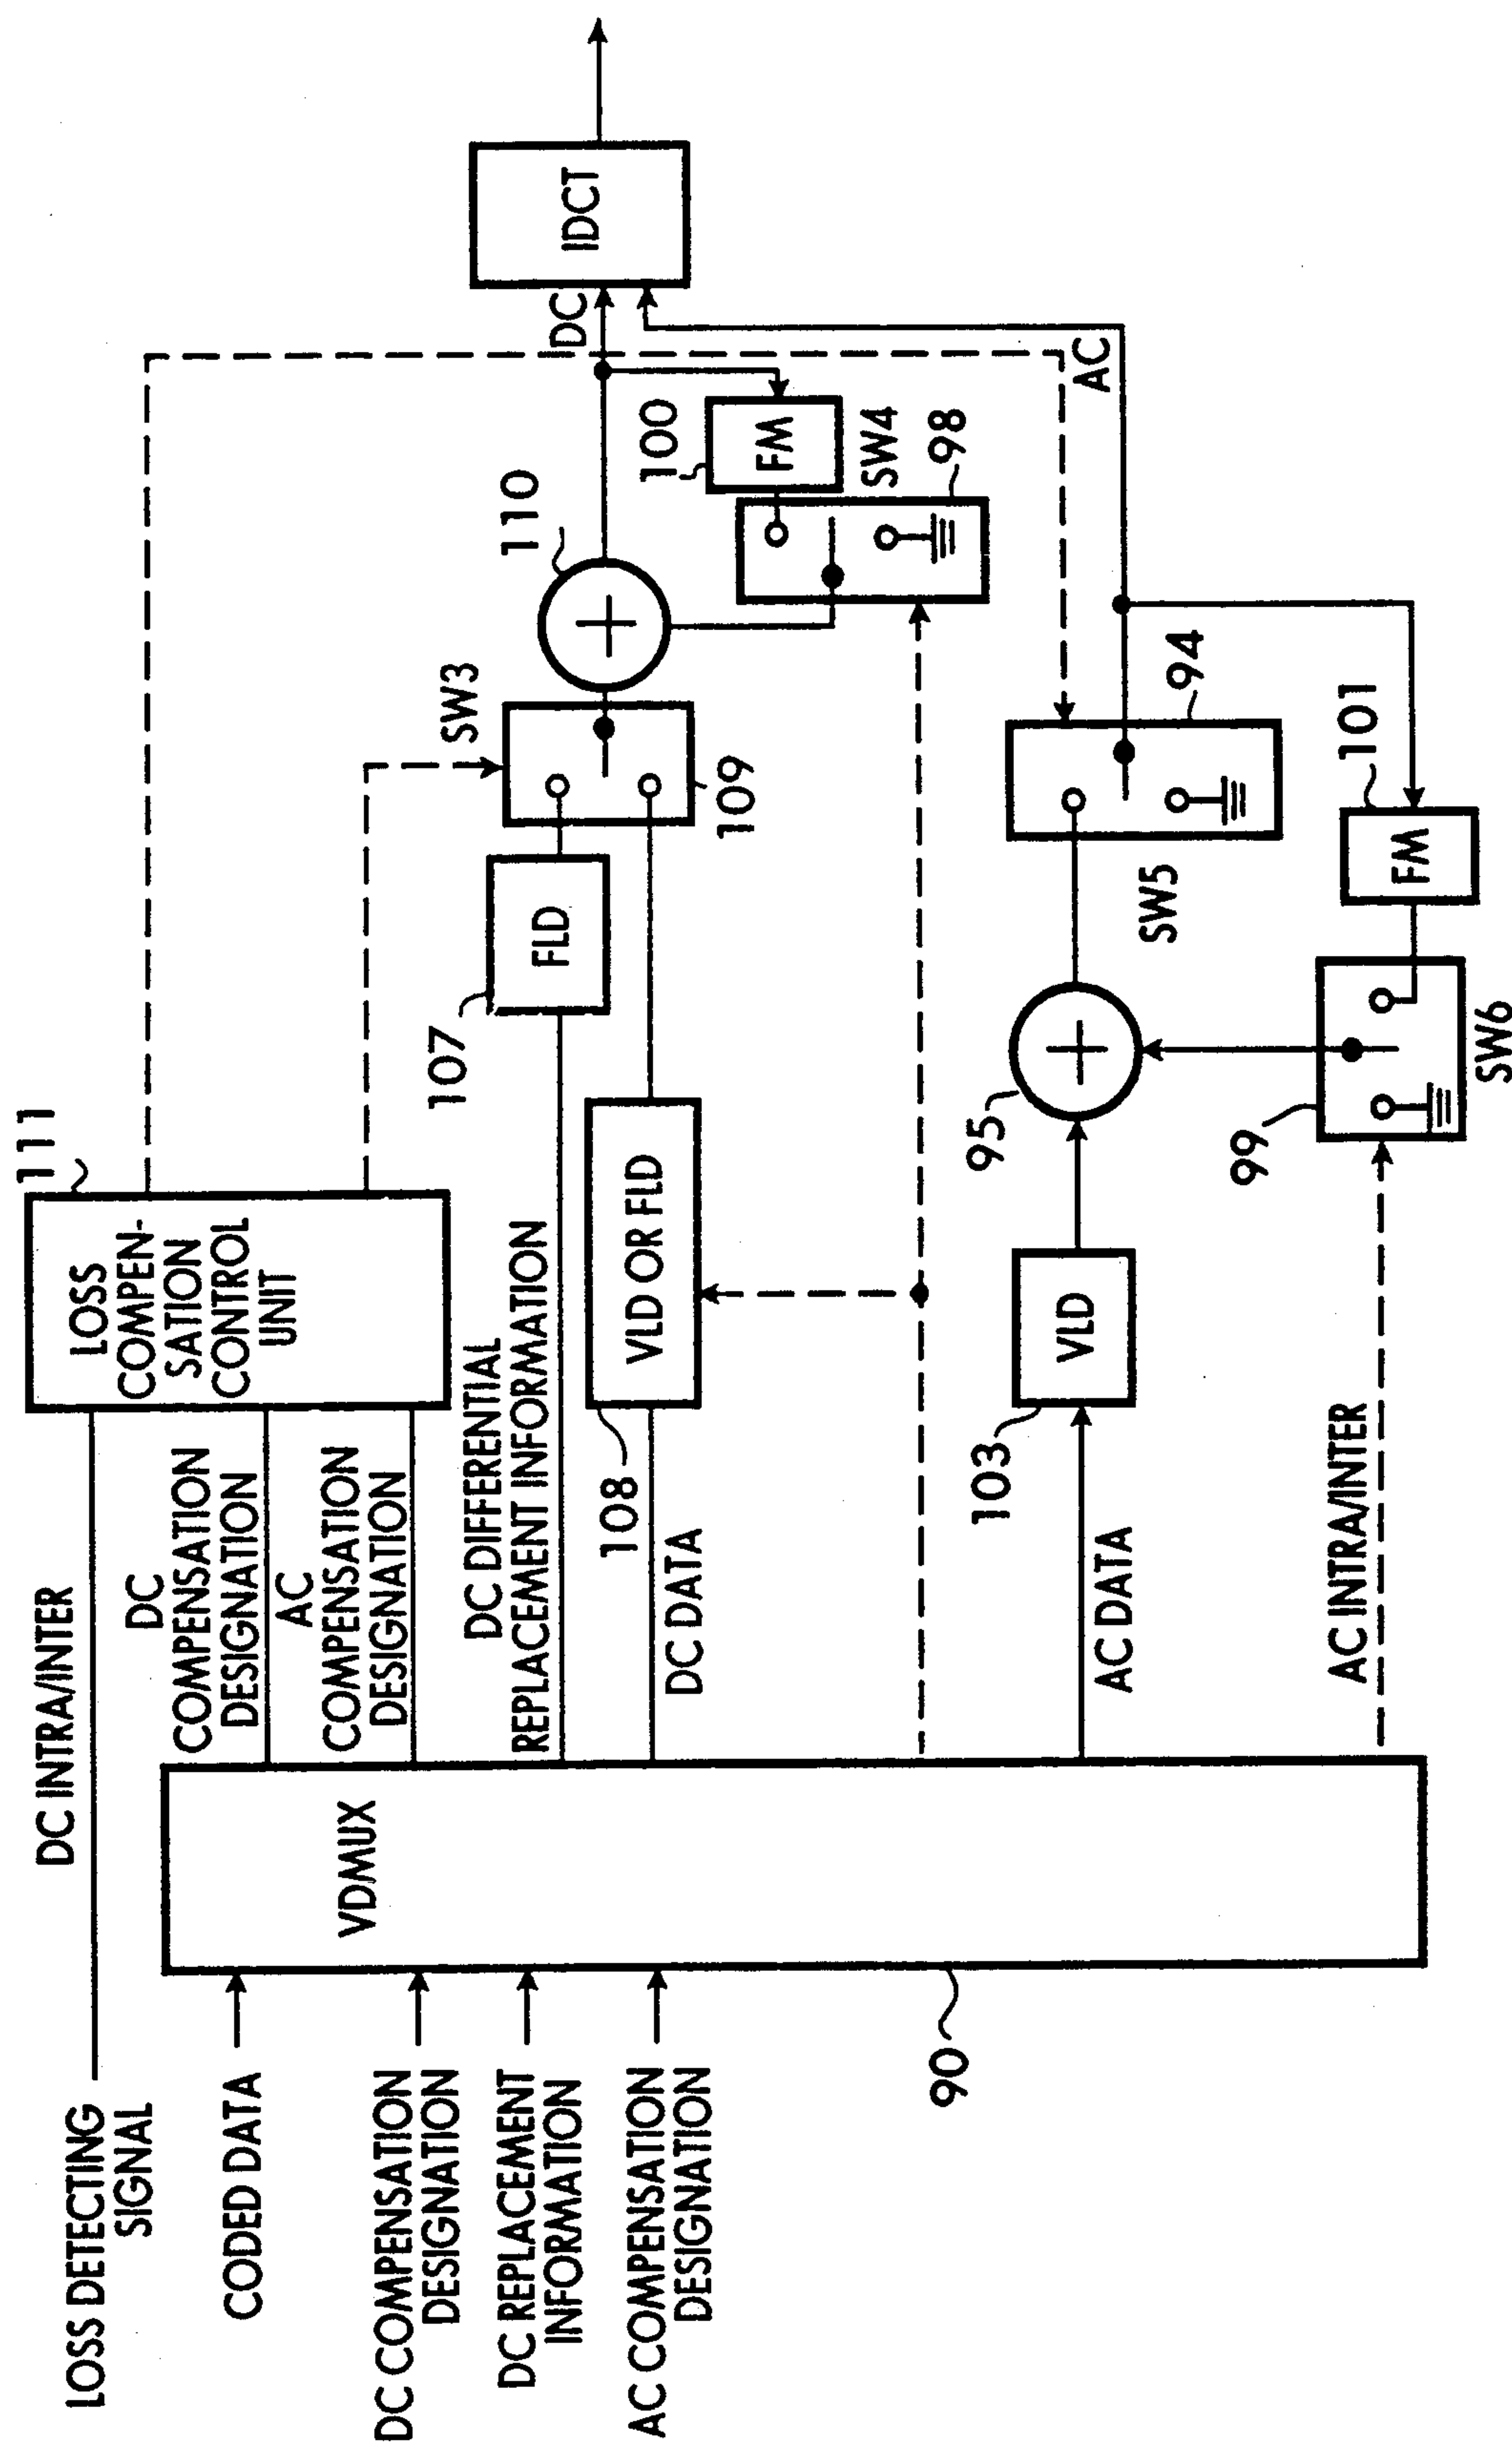 LOSS DETECTING
SIGNAL
CODED DATA
DC COMPENSATION
DESIGNATION
DC REPLACEMENT
INFORMATION
AC COMPENSATION
DESIGNATION
90
VDMUX
DC INTRA/INTER
DC
COMPENSATION
DESIGNATION
AC
COMPENSATION
DESIGNATION
DC DIFFERENTIAL
REPLACEMENT INFORMATION
DC DATA
AC DATA
AC INTRA/INTER
111
LOSS
COMPEN-
SATION
CONTROL
UNIT
108
VLD OR FLD
103
VLD
107
FLD
95
99
SW6
SW3
109
SW5
94
101
FM
110
100
FM
SW4
98
DC
AC
IDCT